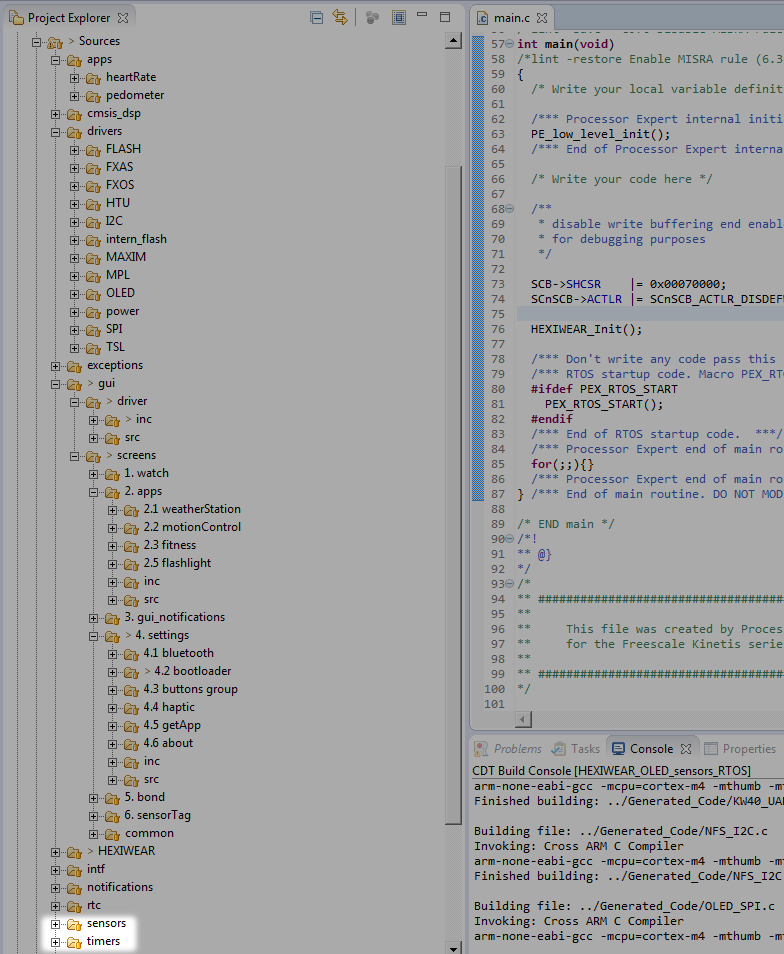 Project Explorer
> Sources
apps
heartRate
pedometer
cmsis_dsp
drivers
FLASH
FXAS
FXOS
HTU
I2C
intern_flash
MAXIM
MPL
OLED
power
SPI
TSL
exceptions
> gui
> driver
> inc
src
> screens
1. watch
2. apps
2.1 weatherStation
2.2 motionControl
2.3 fitness
2.5 flashlight
inc
src
3. gui_notifications
> 4. settings
4.1 bluetooth
> 4.2 bootloader
4.3 buttons group
4.4 haptic
4.5 getApp
4.6 about
inc
src
5. bond
6. sensorTag
common
> HEXIWEAR
intf
notifications
rtc
sensors
timers
main.c
57 int main(void)
58 /*lint -restore Enable MISRA rule (6.3
59 {
60 /* Write your local variable definit
61
62 /*** Processor Expert internal initi
63 PE_low_level_init();
64 /*** End of Processor Expert interna
65
66 /* Write your code here */
67
68 /**
69 * disable write buffering end enabl
70 * for debugging purposes
71 */
72
73 SCB->SHCSR |= 0x00070000;
74 SCnSCB->ACTLR |= SCnSCB_ACTLR_DISDEF
75
76 HEXIWEAR_Init();
77
78 /*** Don't write any code pass this
79 /*** RTOS startup code. Macro PEX_RT
80 #ifdef PEX_RTOS_START
81 PEX_RTOS_START();
82 #endif
83 /*** End of RTOS startup code. ***/
84 /*** Processor Expert end of main ro
85 for(;;){}
86 /*** Processor Expert end of main ro
87 } /*** End of main routine. DO NOT MOD
88
89 /* END main */
90 /*!
91 ** @}
92 */
93 /*
94 ** ######################################
95 **
96 ** This file was created by Proces
97 ** for the Freescale Kinetis serie
98 **
99 ** ######################################
100 */
101
Problems Tasks Console Properties
CDT Build Console [HEXIWEAR_OLED_sensors_RTOS]
arm-none-eabi-gcc -mcpu=cortex-m4 -mthumb -m
Finished building: ../Generated_Code/KW40_UA
Building file: ../Generated_Code/NFS_I2C.c
Invoking: Cross ARM C Compiler
arm-none-eabi-gcc -mcpu=cortex-m4 -mthumb -m
Finished building: ../Generated_Code/NFS_I2C
Building file: ../Generated_Code/OLED_SPI.c
Invoking: Cross ARM C Compiler
arm-none-eabi-gcc -mcpu=cortex-m4 -mthumb -m